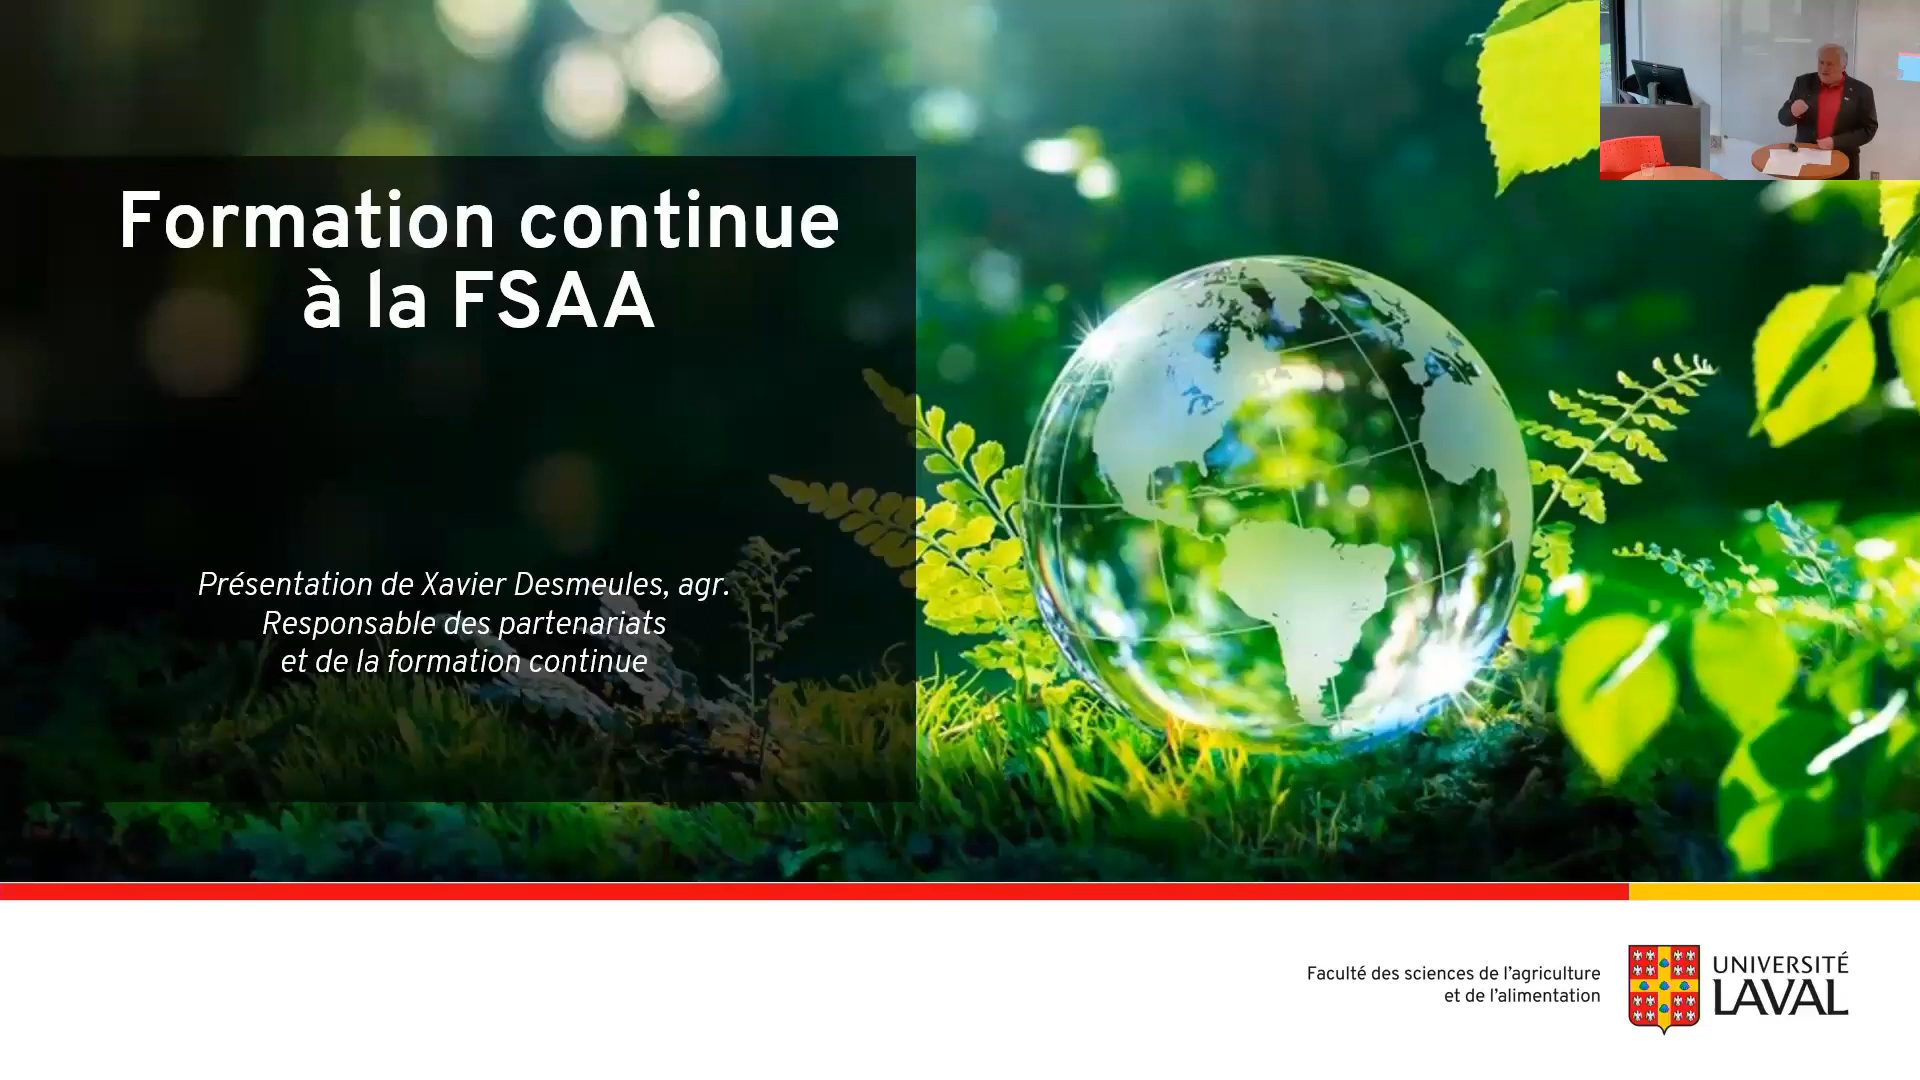 Formation continue
à la FSAA
Présentation de Xavier Desmeules, agr.
Responsable des partenariats
et de la formation continue
Faculté des sciences de l'agriculture
et de l'alimentation
UNIVERSITÉ
LAVAL